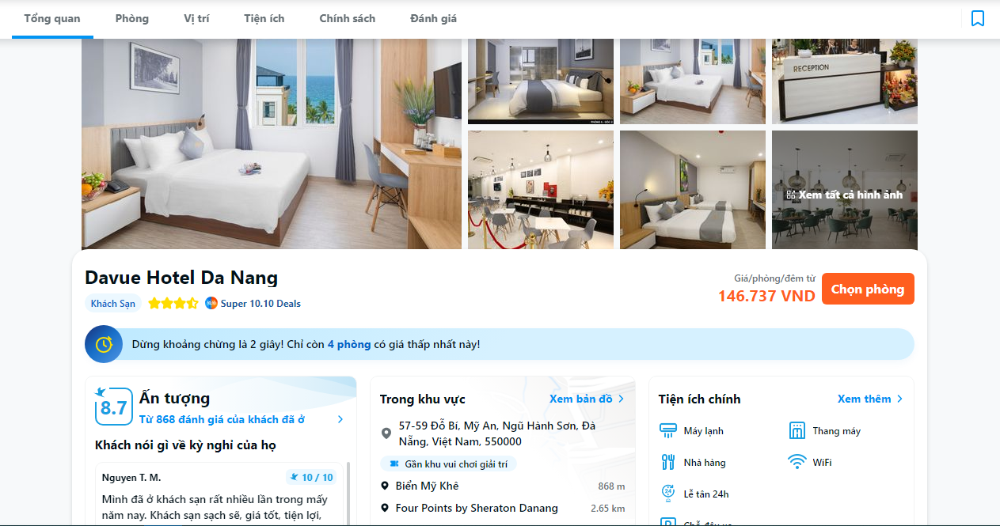 Tổng quan Phòng Vị trí Tiện ích Chính sách Đánh giá
RECEPTION
Xem tất cả hình ảnh
Davue Hotel Da Nang
Khách Sạn Super 10.10 Deals
Giá/phòng/đêm từ
146.737 VND
Chọn phòng
Dừng khoảng chừng là 2 giây! Chỉ còn 4 phòng có giá thấp nhất này!
8.7
Ấn tượng
Từ 868 đánh giá của khách đã ở
Khách nói gì về kỳ nghỉ của họ
Nguyen T. M. 10 / 10
Mình đã ở khách sạn rất nhiều lần trong mấy
năm nay. Khách sạn sạch sẽ, giá tốt, tiện lợi,
Trong khu vực Xem bản đồ
57-59 Đỗ Bí, Mỹ An, Ngũ Hành Sơn, Đà
Nẵng, Việt Nam, 550000
Gần khu vui chơi giải trí
Biển Mỹ Khê 868 m
Four Points by Sheraton Danang 2.65 km
Tiện ích chính Xem thêm
Máy lạnh Thang máy
Nhà hàng WiFi
24
Lễ tân 24h